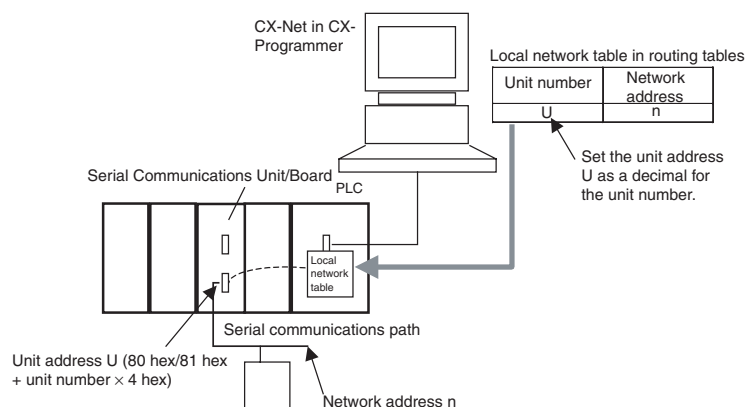 CX-Net in CX-
Programmer
Local network table in routing tables
Unit number
Network
address
U
n
Set the unit address
U as a decimal for
the unit number.
Serial Communications Unit/Board
PLC
Local
network
table
Serial communications path
Unit address U (80 hex/81 hex
+ unit number × 4 hex)
Network address n